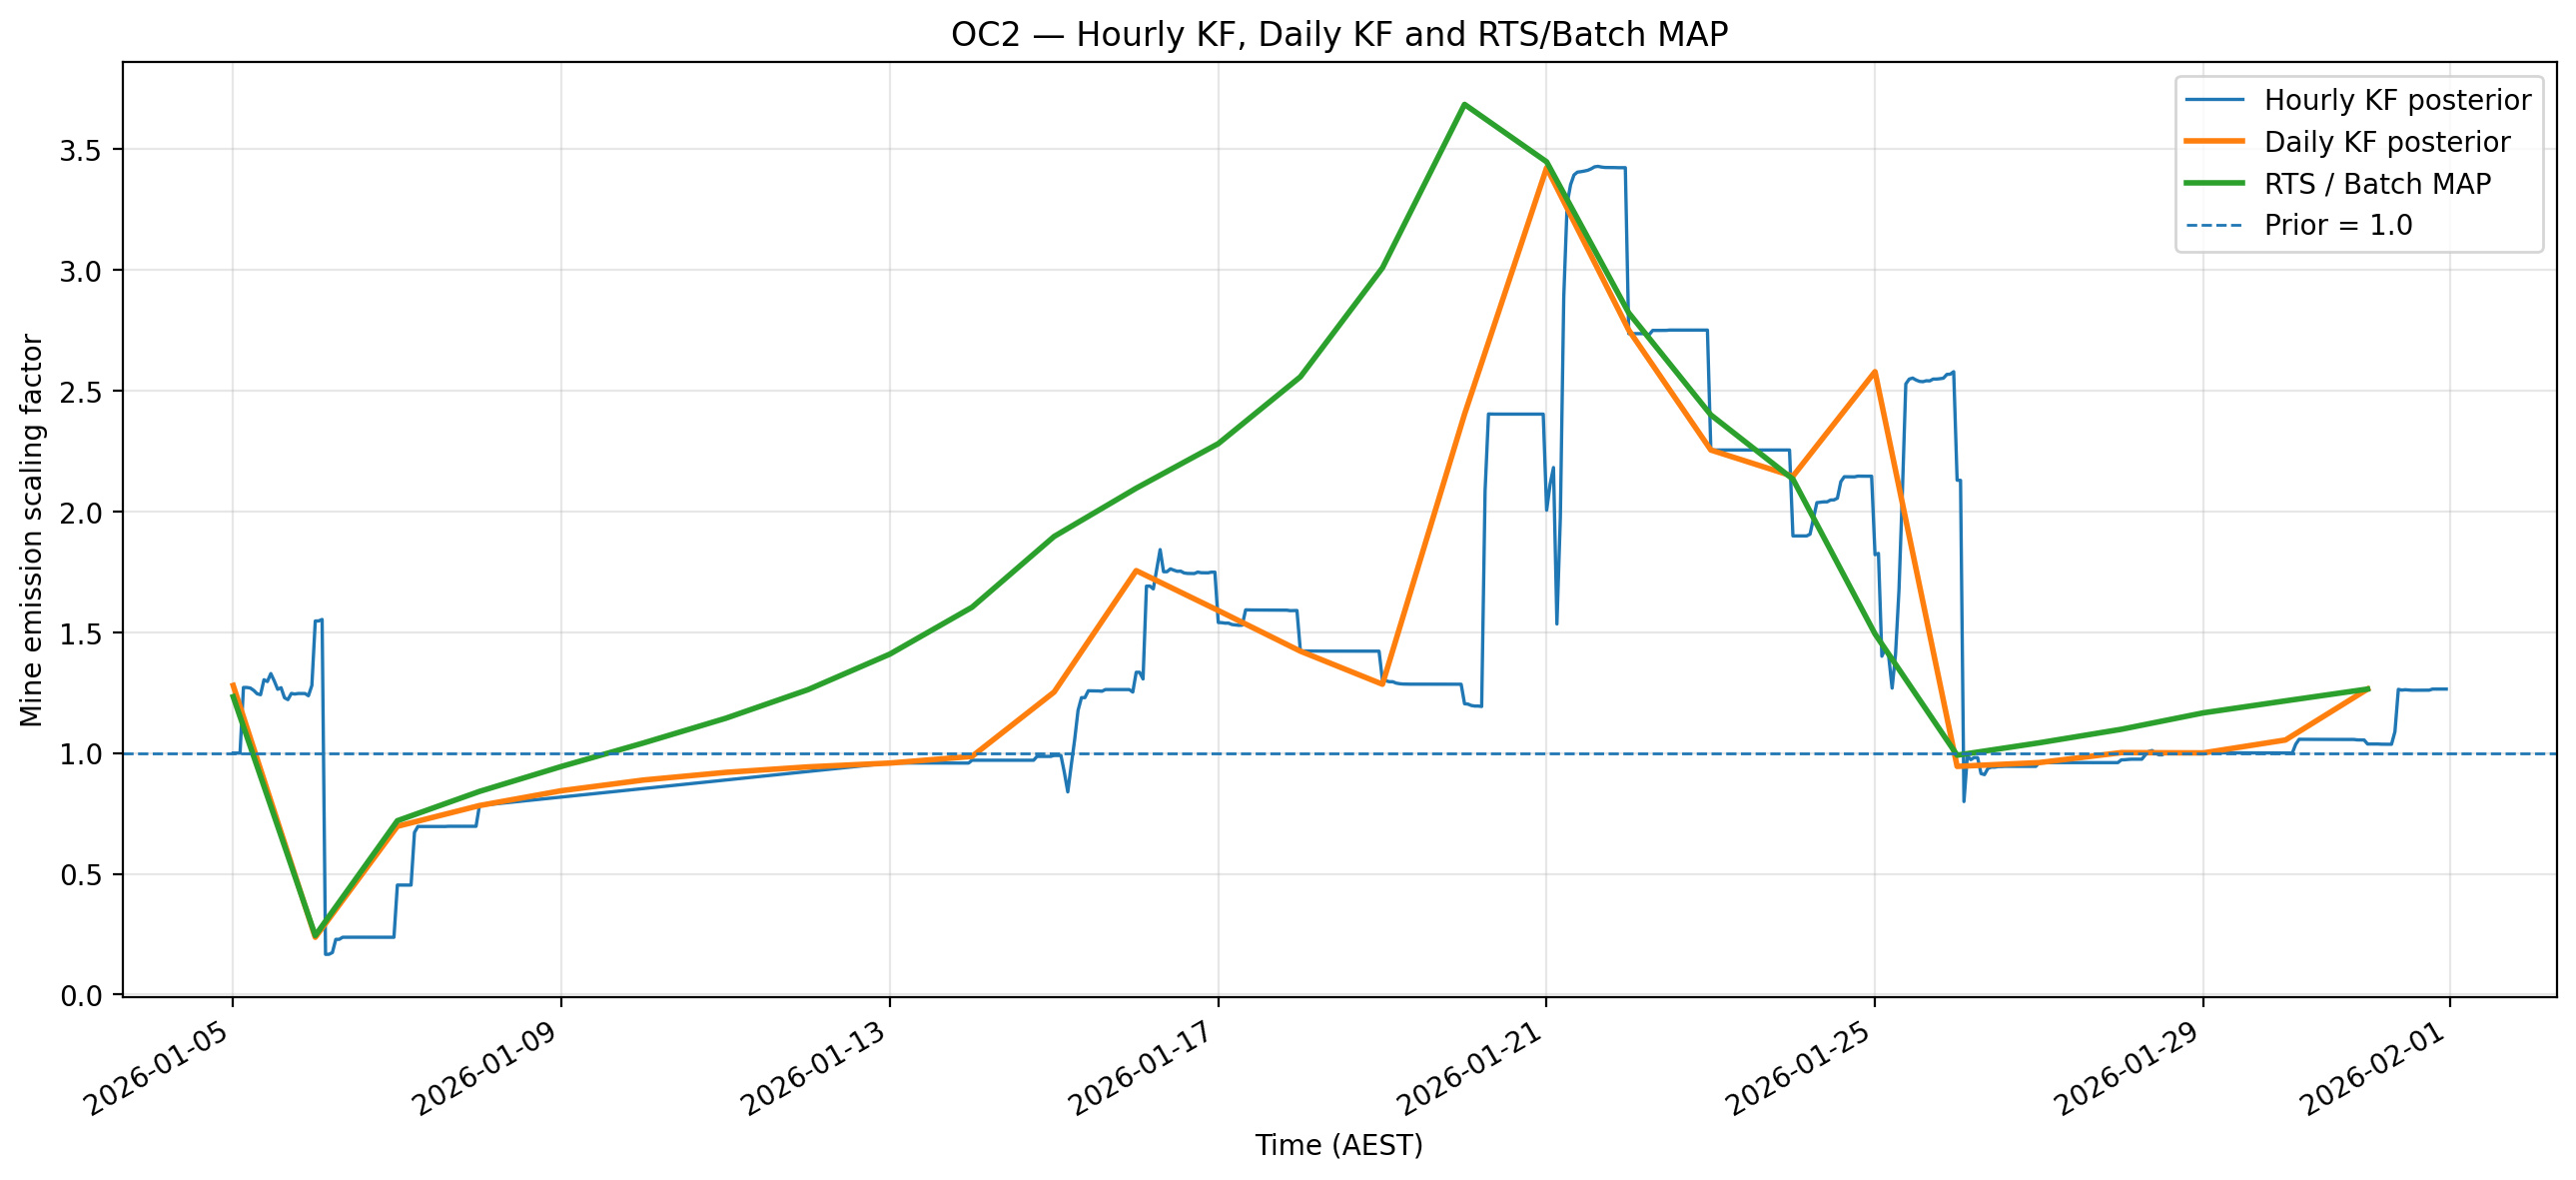 OC2 — Hourly KF, Daily KF and RTS/Batch MAP
Hourly KF posterior
Daily KF posterior
RTS / Batch MAP
Prior = 1.0
Mine emission scaling factor
3.5
3.0
2.5
2.0
1.5
1.0
0.5
0.0
2026-01-05
2026-01-09
2026-01-13
2026-01-17
2026-01-21
2026-01-25
2026-01-29
2026-02-01
Time (AEST)